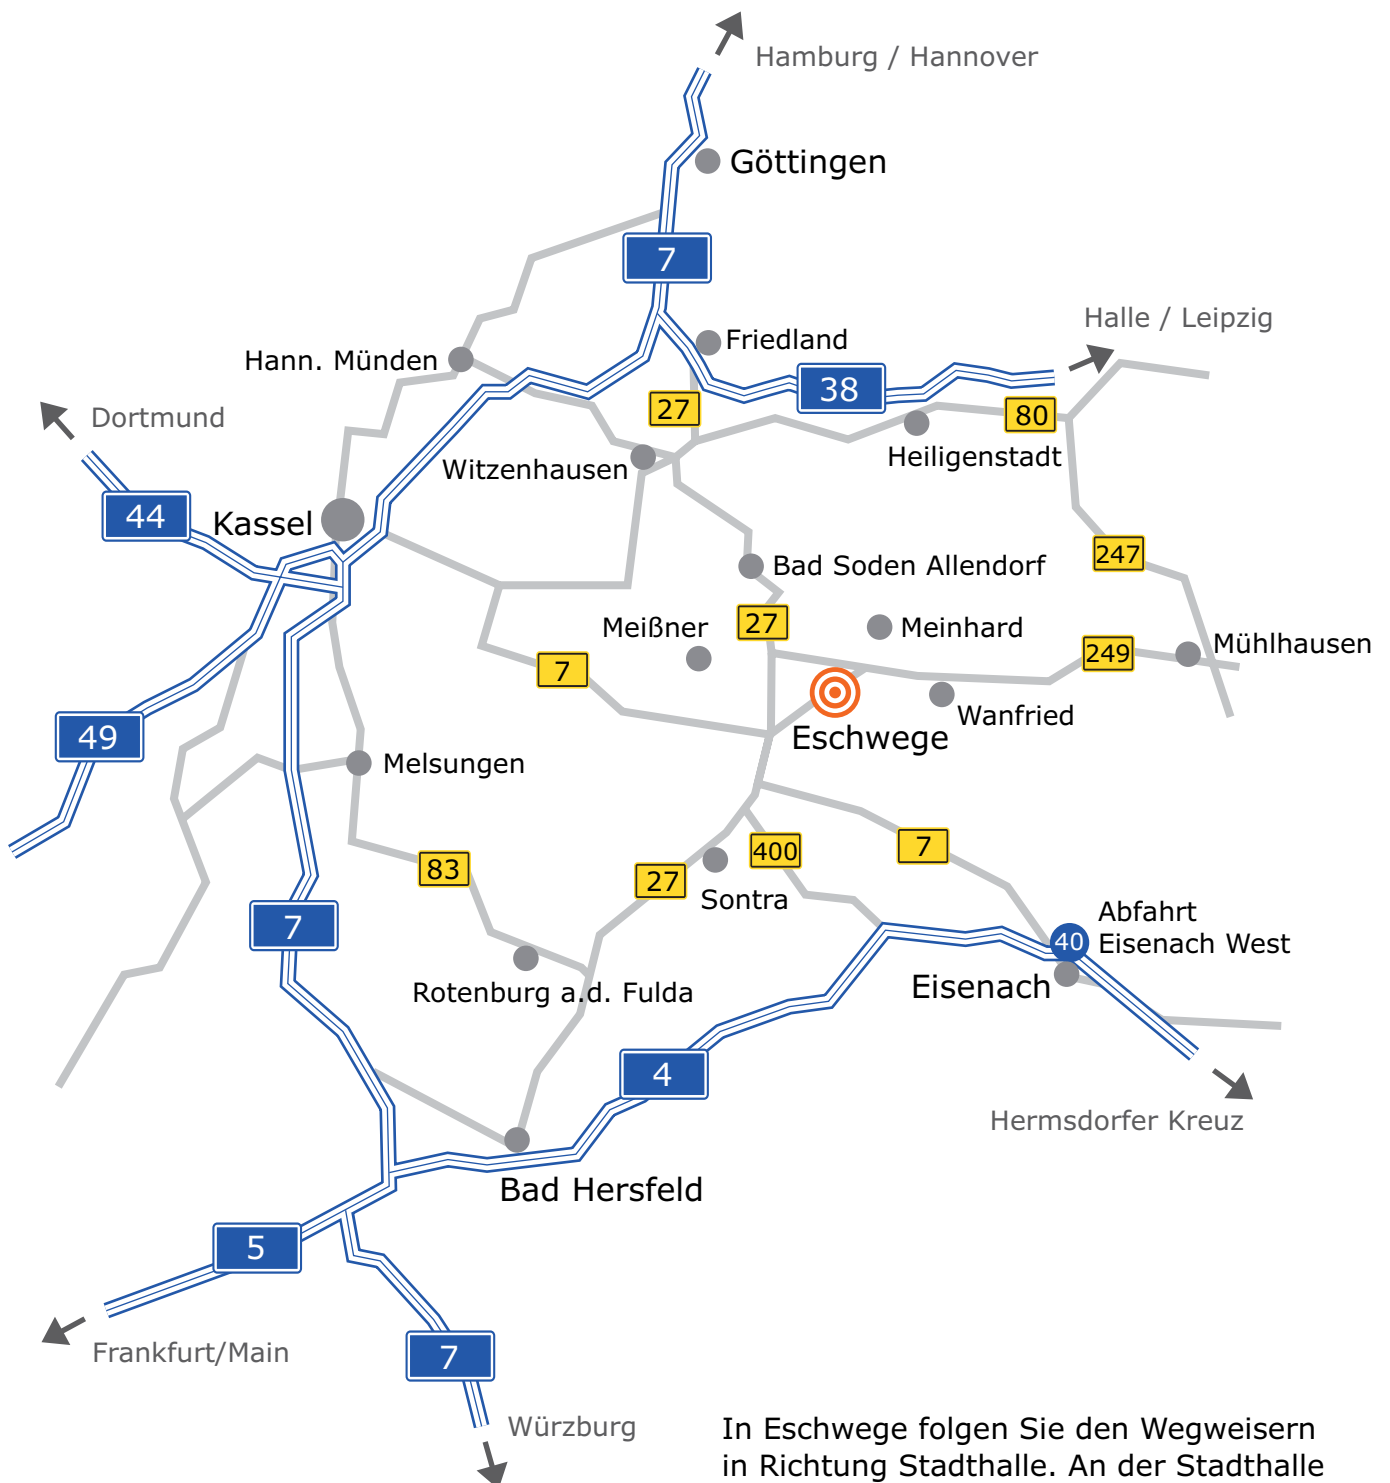 Hamburg / Hannover
Göttingen
7
Halle / Leipzig
Friedland
Hann. Münden
38
27
80
Dortmund
Heiligenstadt
Witzenhausen
44
Kassel
247
Bad Soden Allendorf
27
Meißner
Meinhard
Mühlhausen
249
7
Wanfried
49
Eschwege
Melsungen
400
7
83
27
Sontra
7
Abfahrt
Eisenach West
40
Eisenach
Rotenburg a.d. Fulda
4
Hermsdorfer Kreuz
Bad Hersfeld
5
Frankfurt/Main
7
Würzburg
In Eschwege folgen Sie den Wegweisern
in Richtung Stadthalle. An der Stadthalle